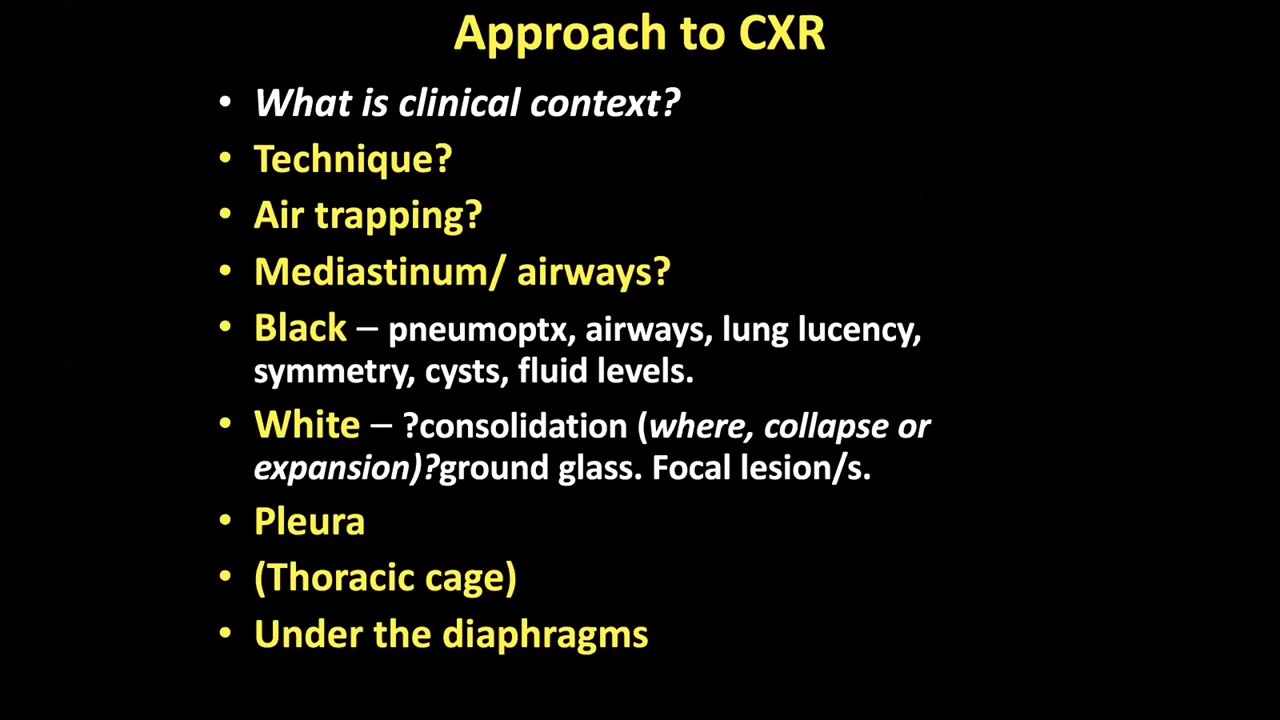 Approach to CXR
• What is clinical context?
• Technique?
• Air trapping?
• Mediastinum/ airways?
• Black – pneumoptx, airways, lung lucency,
symmetry, cysts, fluid levels.
• White – ?consolidation (where, collapse or
expansion)?ground glass. Focal lesion/s.
• Pleura
• (Thoracic cage)
• Under the diaphragms